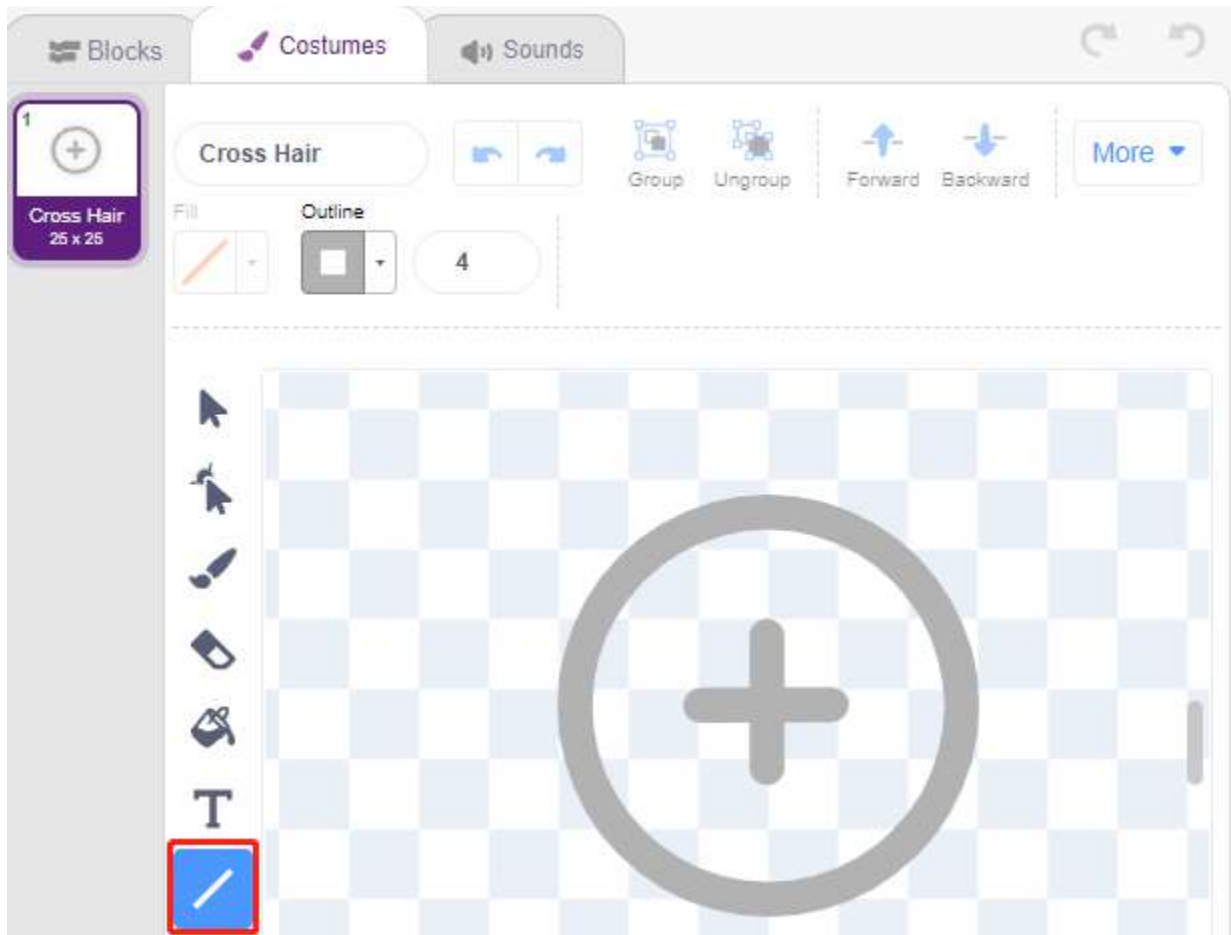 Blocks
Costumes
Sounds
1
Cross Hair
25 x 25
Cross Hair
Group
Ungroup
Forward
Backward
More
Fill
Outline
4
T